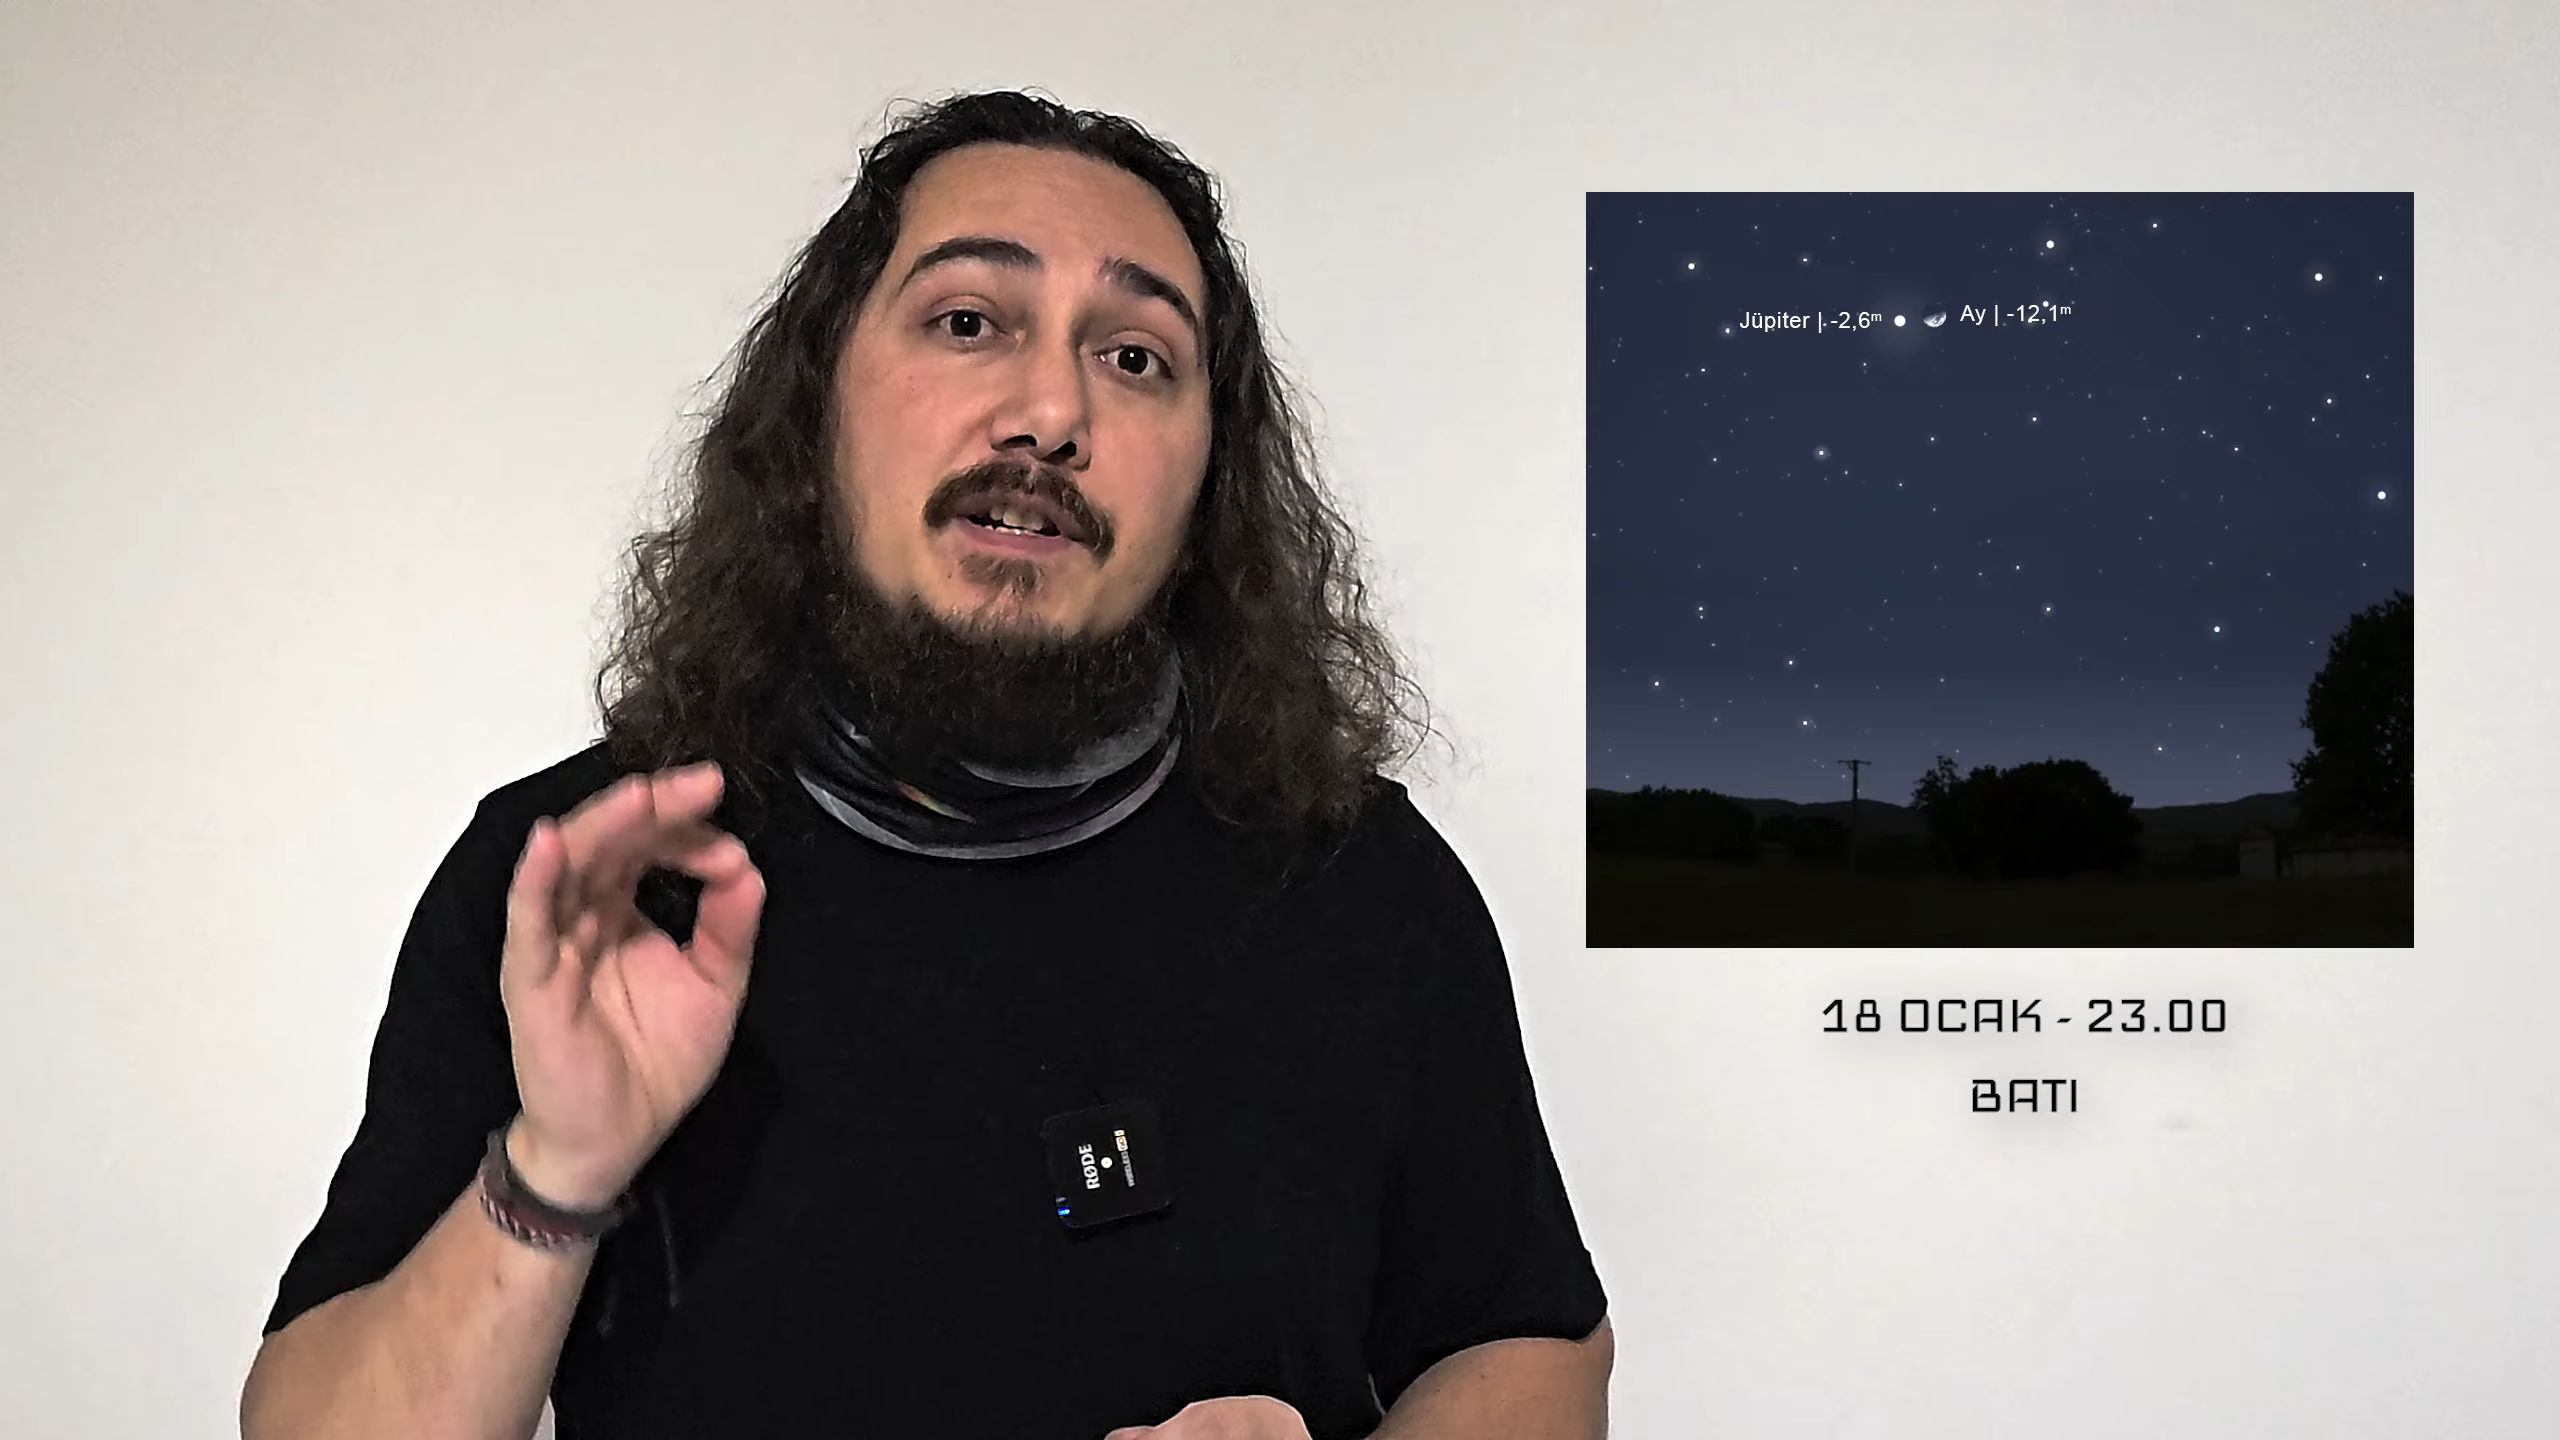 Jüpiter | -2,6ᵐ
Ay | -12,1ᵐ
18 OCAK - 23.00
BATI
RØDE